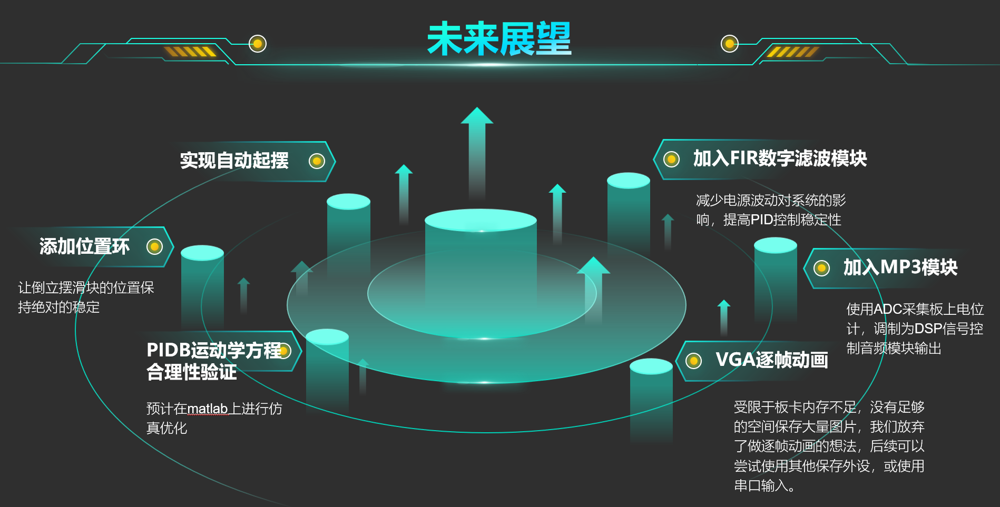 未来展望
实现自动起摆
添加位置环
让倒立摆滑块的位置保
持绝对的稳定
PIDB运动学方程
合理性验证
预计在matlab上进行仿
真优化
加入FIR数字滤波模块
减少电源波动对系统的影
响，提高PID控制稳定性
加入MP3模块
使用ADC采集板上电位
计，调制为DSP信号控
制音频模块输出
VGA逐帧动画
受限于板卡内存不足，没有足够
的空间保存大量图片，我们放弃
了做逐帧动画的想法，后续可以
尝试使用其他保存外设，或使用
串口输入。